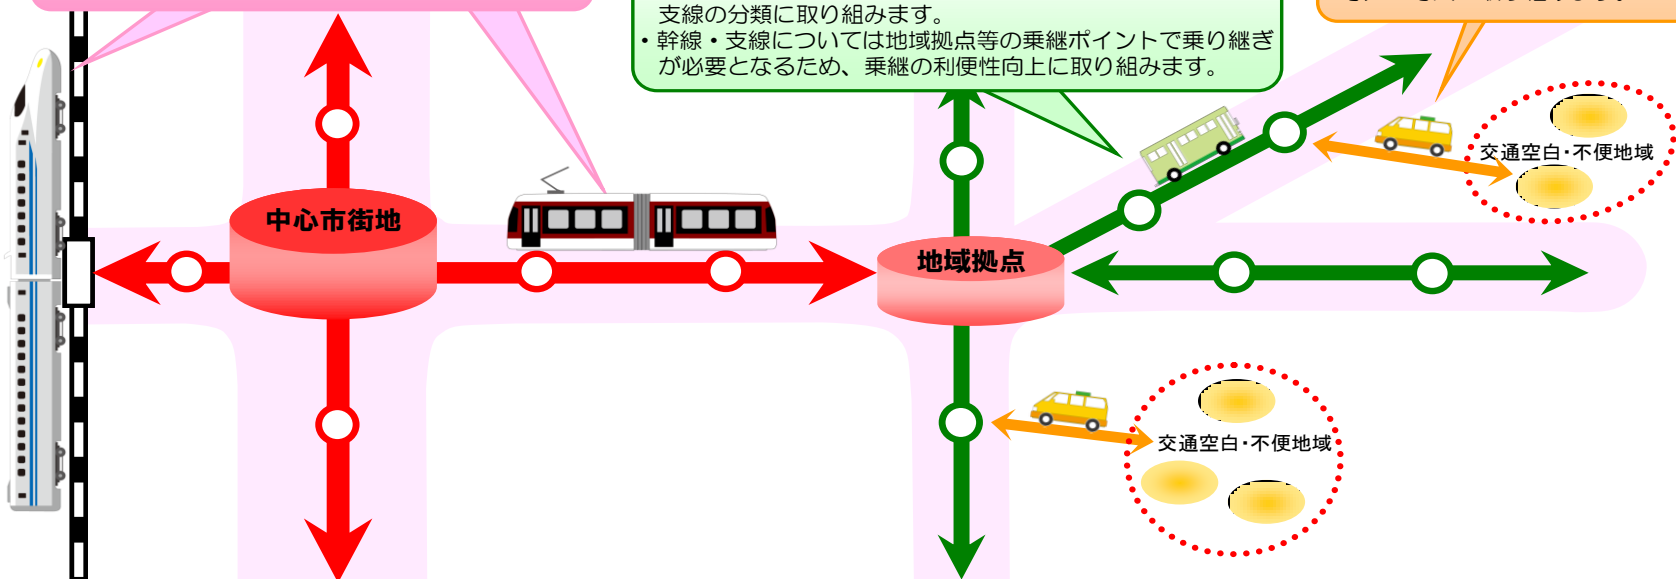 支線の分類に取り組みます。
・幹線・支線については地域拠点等の乗継ポイントで乗り継ぎ
が必要となるため、乗継の利便性向上に取り組みます。
交通空白・不便地域
中心市街地
地域拠点
交通空白・不便地域